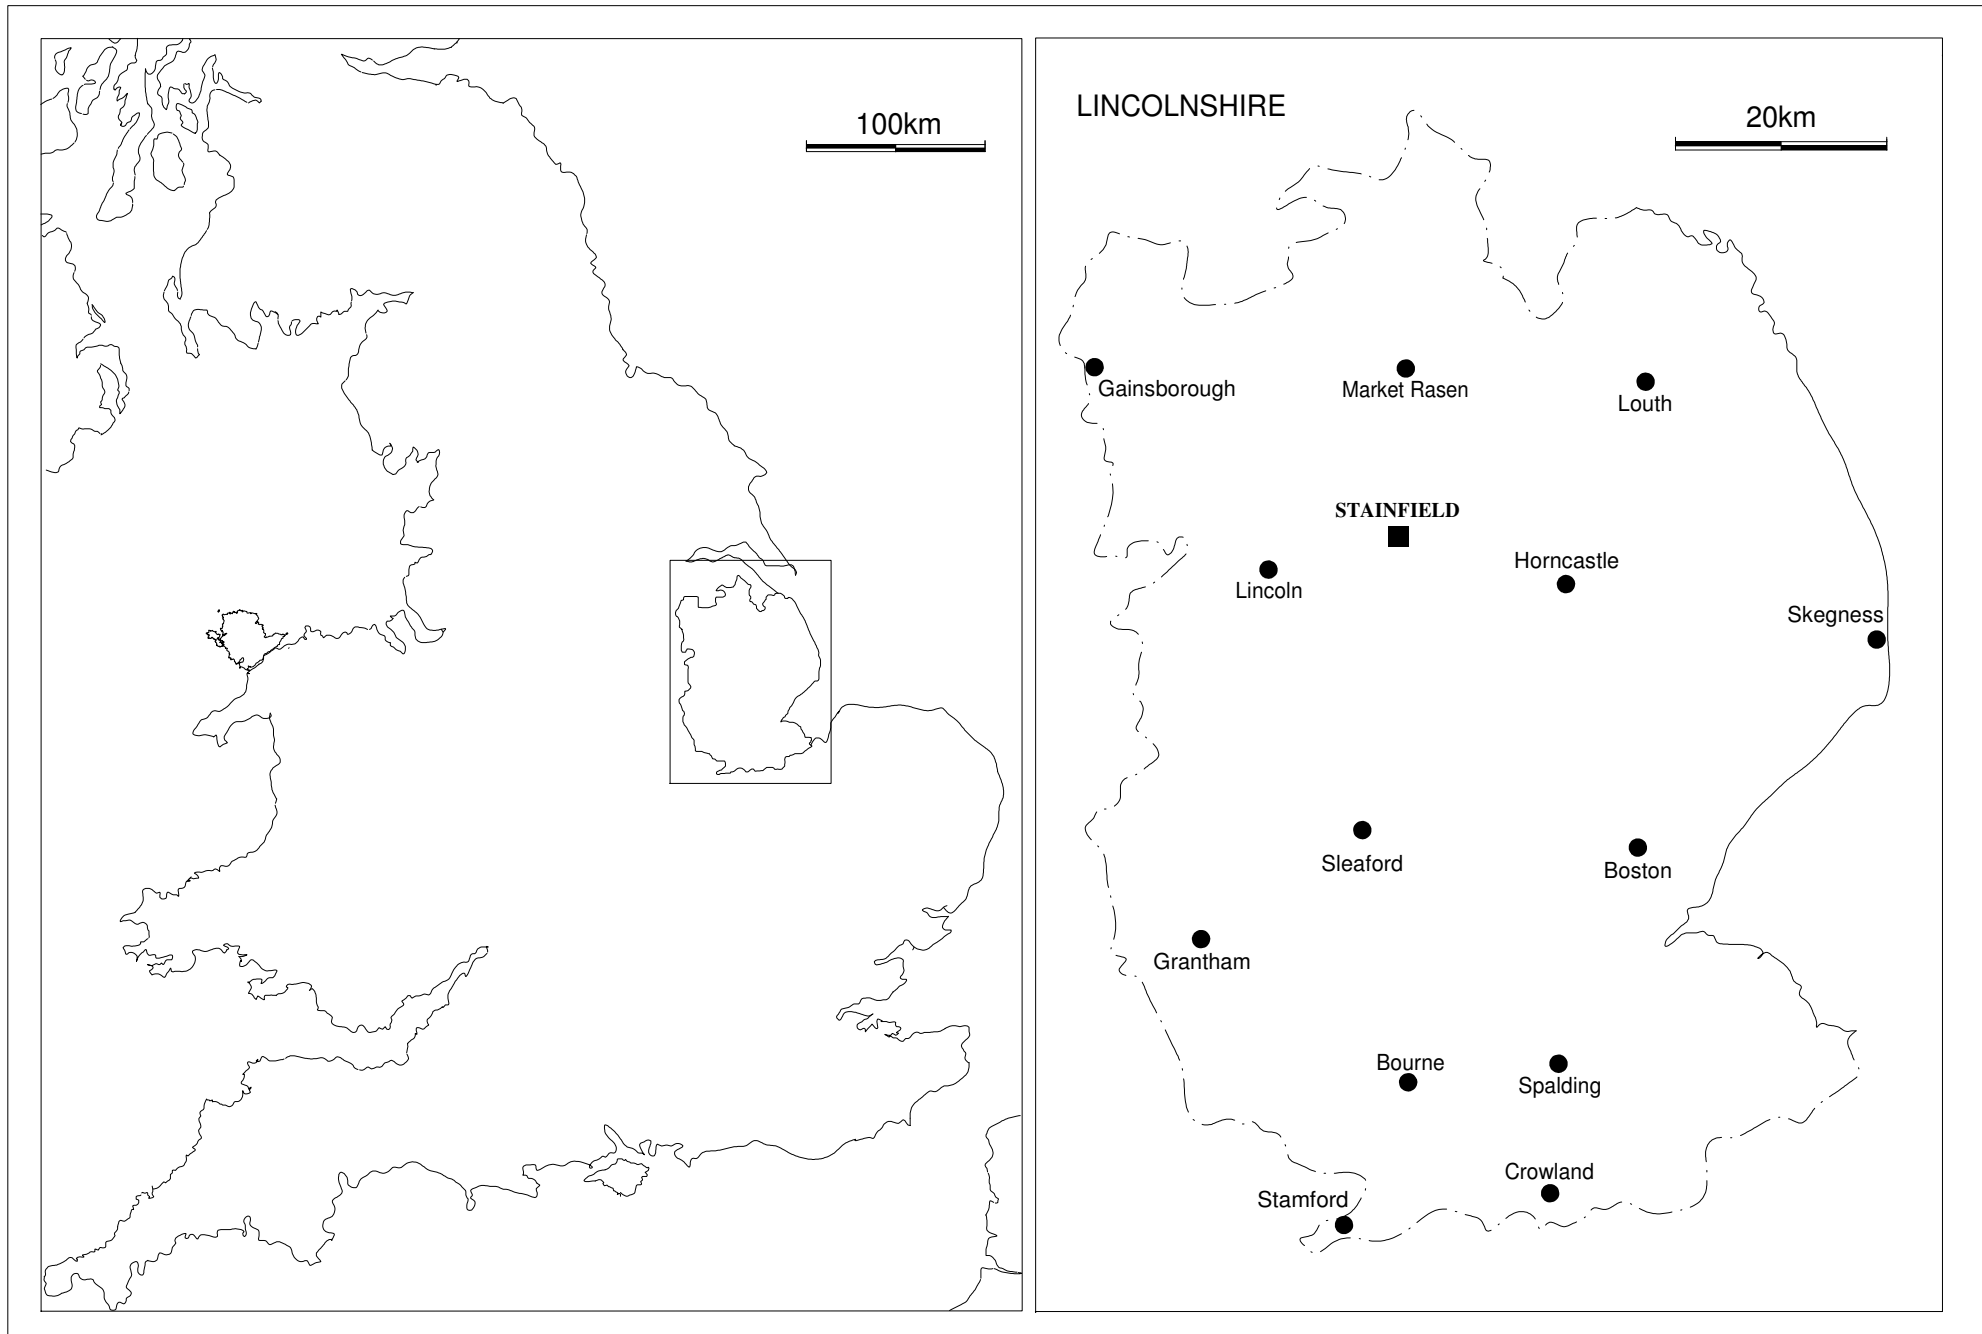 100km
LINCOLNSHIRE
20km
Gainsborough
Market Rasen
Louth
STAINFIELD
Horncastle
Lincoln
Skegness
Sleaford
Boston
Grantham
Bourne
Spalding
Crowland
Stamford